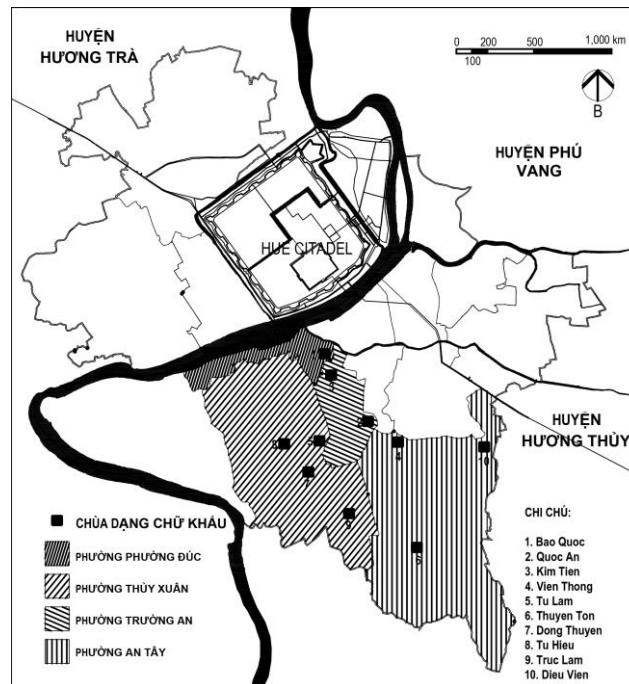 HUYỆN
HƯƠNG TRÀ
0 200 500 1,000 km
100
B
HUYỆN PHÚ
VANG
HUE CITADEL
HUYỆN
HƯƠNG THỦY
4
CHÙA DẠNG CHỮ KHẨU
PHƯỜNG PHƯỜNG ĐÚC
PHƯỜNG THỦY XUÂN
PHƯỜNG TRƯỜNG AN
PHƯỜNG AN TÂY
CHI CHÚ:
1. Bao Quoc
2. Quoc An
3. Kim Tien
4. Vien Thong
5. Tu Lam
6. Thuyen Ton
7. Dong Thuyen
8. Tu Hieu
9. Truc Lam
10. Dieu Vien